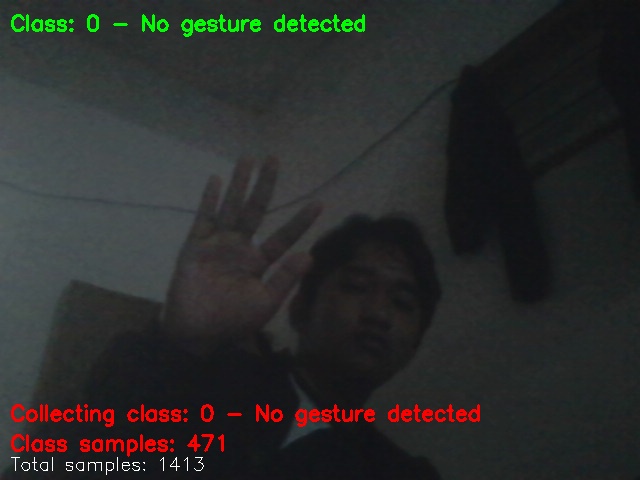 Class: 0 - No gesture detected
Collecting class: 0 - No gesture detected
Class samples: 471
Total samples: 1413